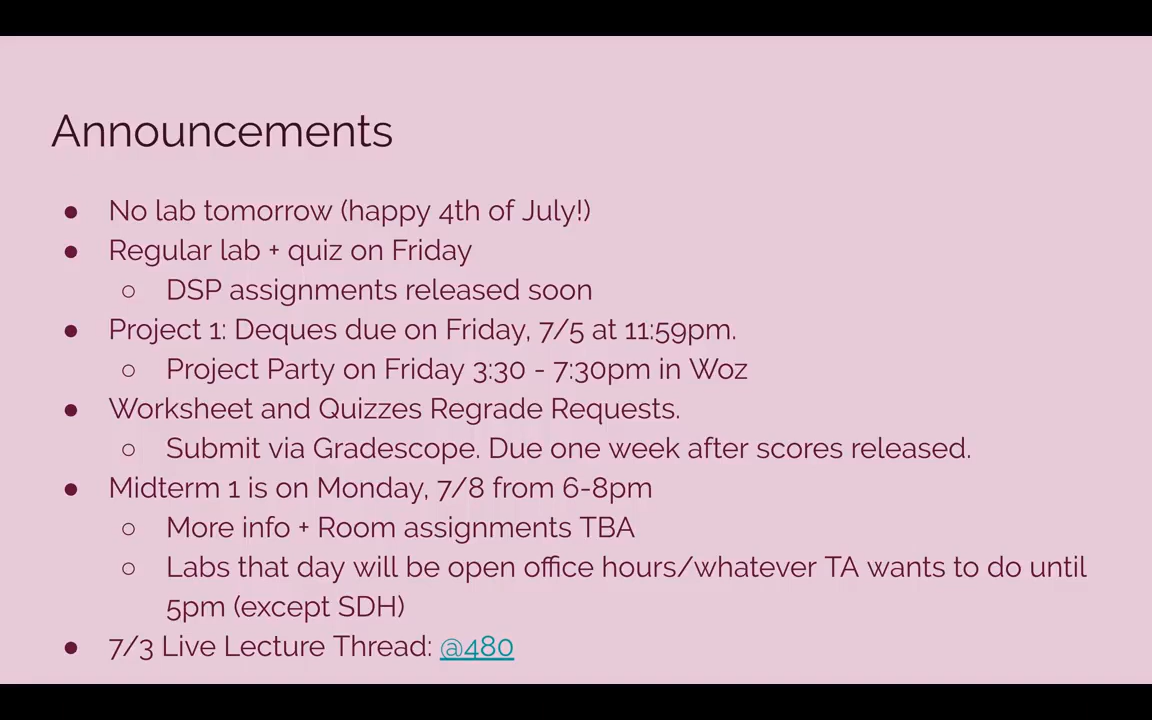 Announcements
● No lab tomorrow (happy 4th of July!)
● Regular lab + quiz on Friday
○ DSP assignments released soon
● Project 1: Deques due on Friday, 7/5 at 11:59pm.
○ Project Party on Friday 3:30 - 7:30pm in Woz
● Worksheet and Quizzes Regrade Requests.
○ Submit via Gradescope. Due one week after scores released.
● Midterm 1 is on Monday, 7/8 from 6-8pm
○ More info + Room assignments TBA
○ Labs that day will be open office hours/whatever TA wants to do until
5pm (except SDH)
● 7/3 Live Lecture Thread: @480